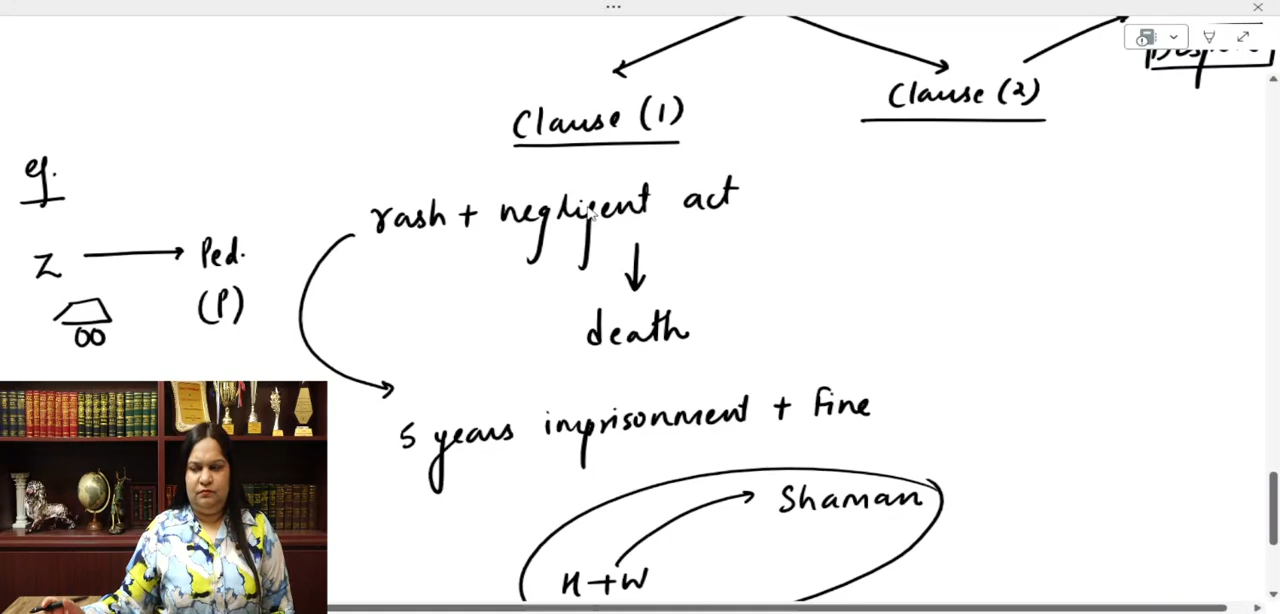 Clause (1)
Clause (2)
eg.
rash + negligent act
Z
Ped.
(P)
death
5 years imprisonment + Fine
Shaman
H+W